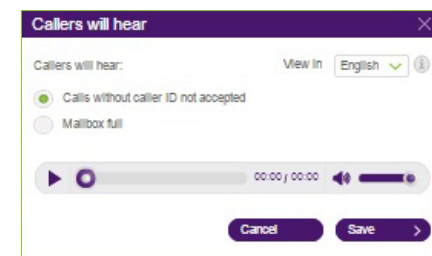 Callers will hear
Callers will hear: View in English
Calls without caller ID not accepted
Mailbox full
00:00 / 00:00
Cancel Save